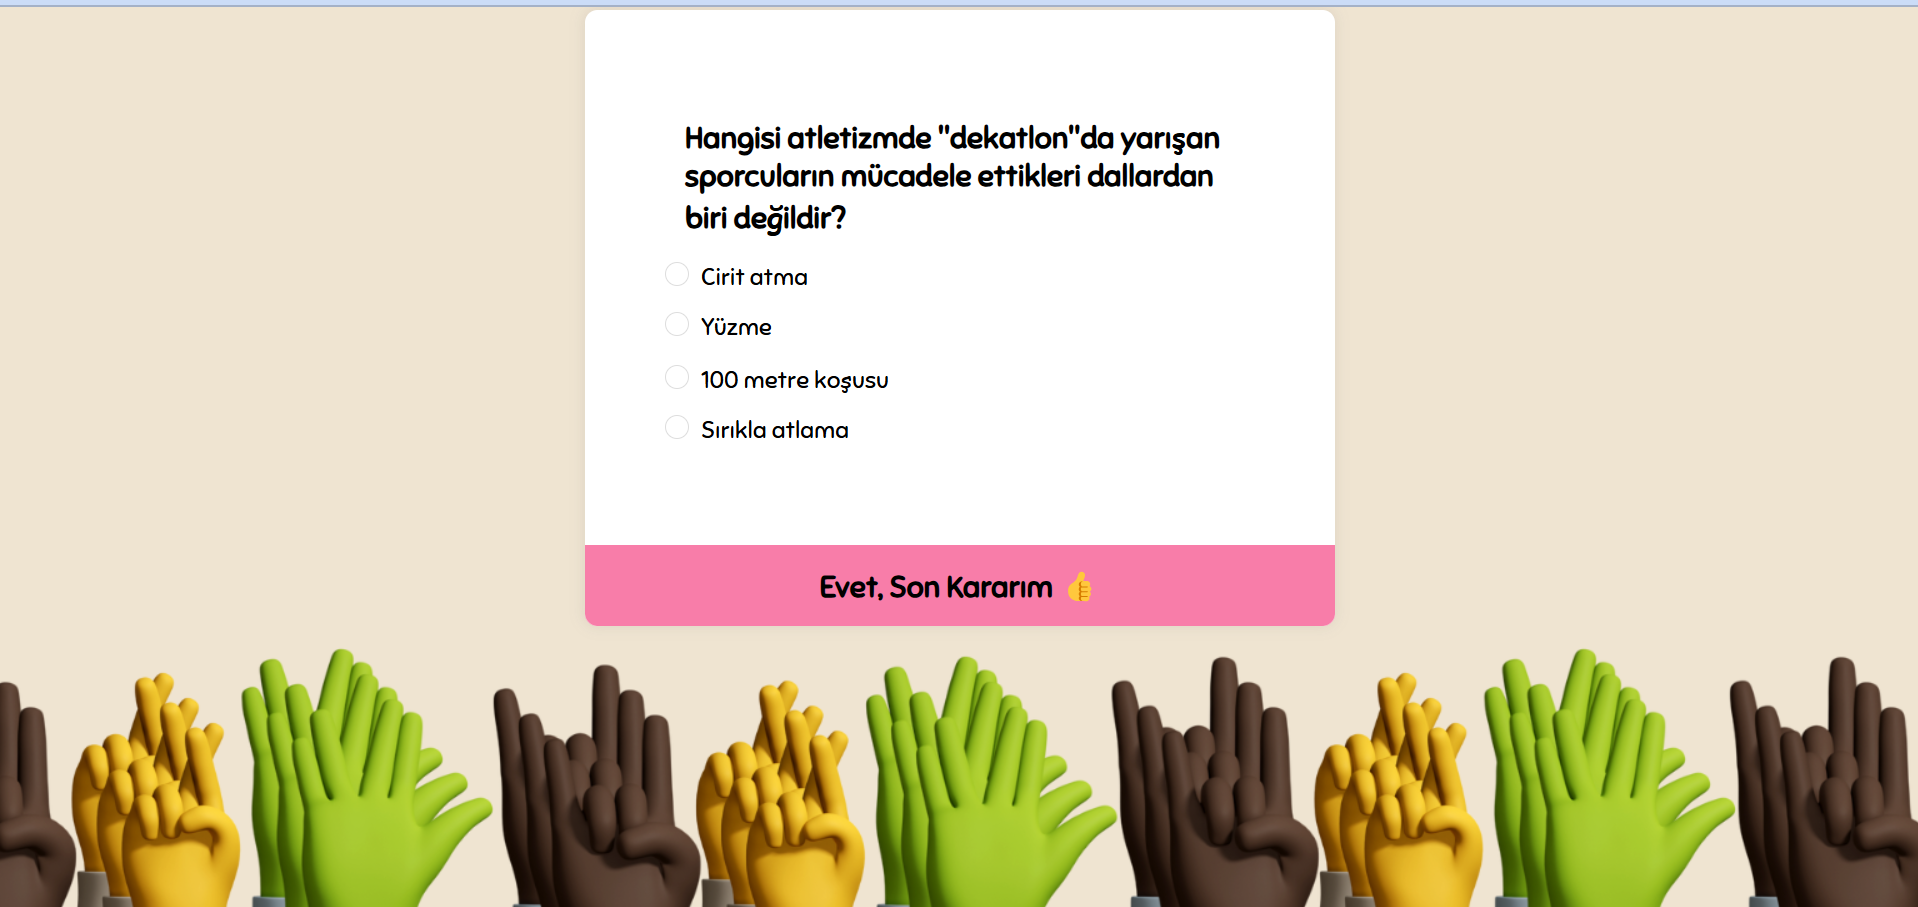 Hangisi atletizmde "dekatlon"da yarışan
sporcuların mücadele ettikleri dallardan
biri değildir?
Cirit atma
Yüzme
100 metre koşusu
Sırıkla atlama
Evet, Son Kararım 👍